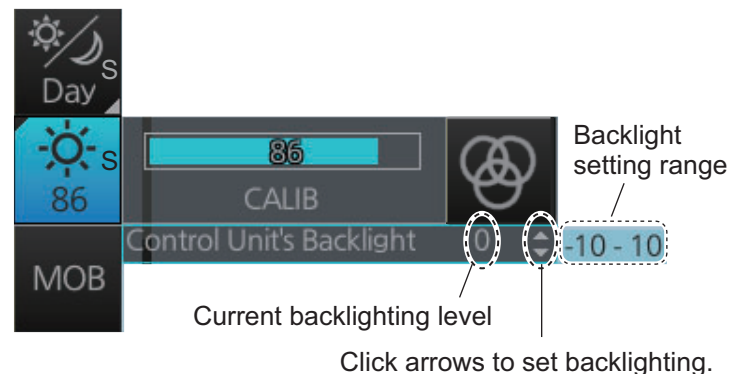 S
Day
Backlight
setting range
86
S
86
CALIB
Control Unit's Backlight 0 -10 - 10
MOB
Current backlighting level
Click arrows to set backlighting.